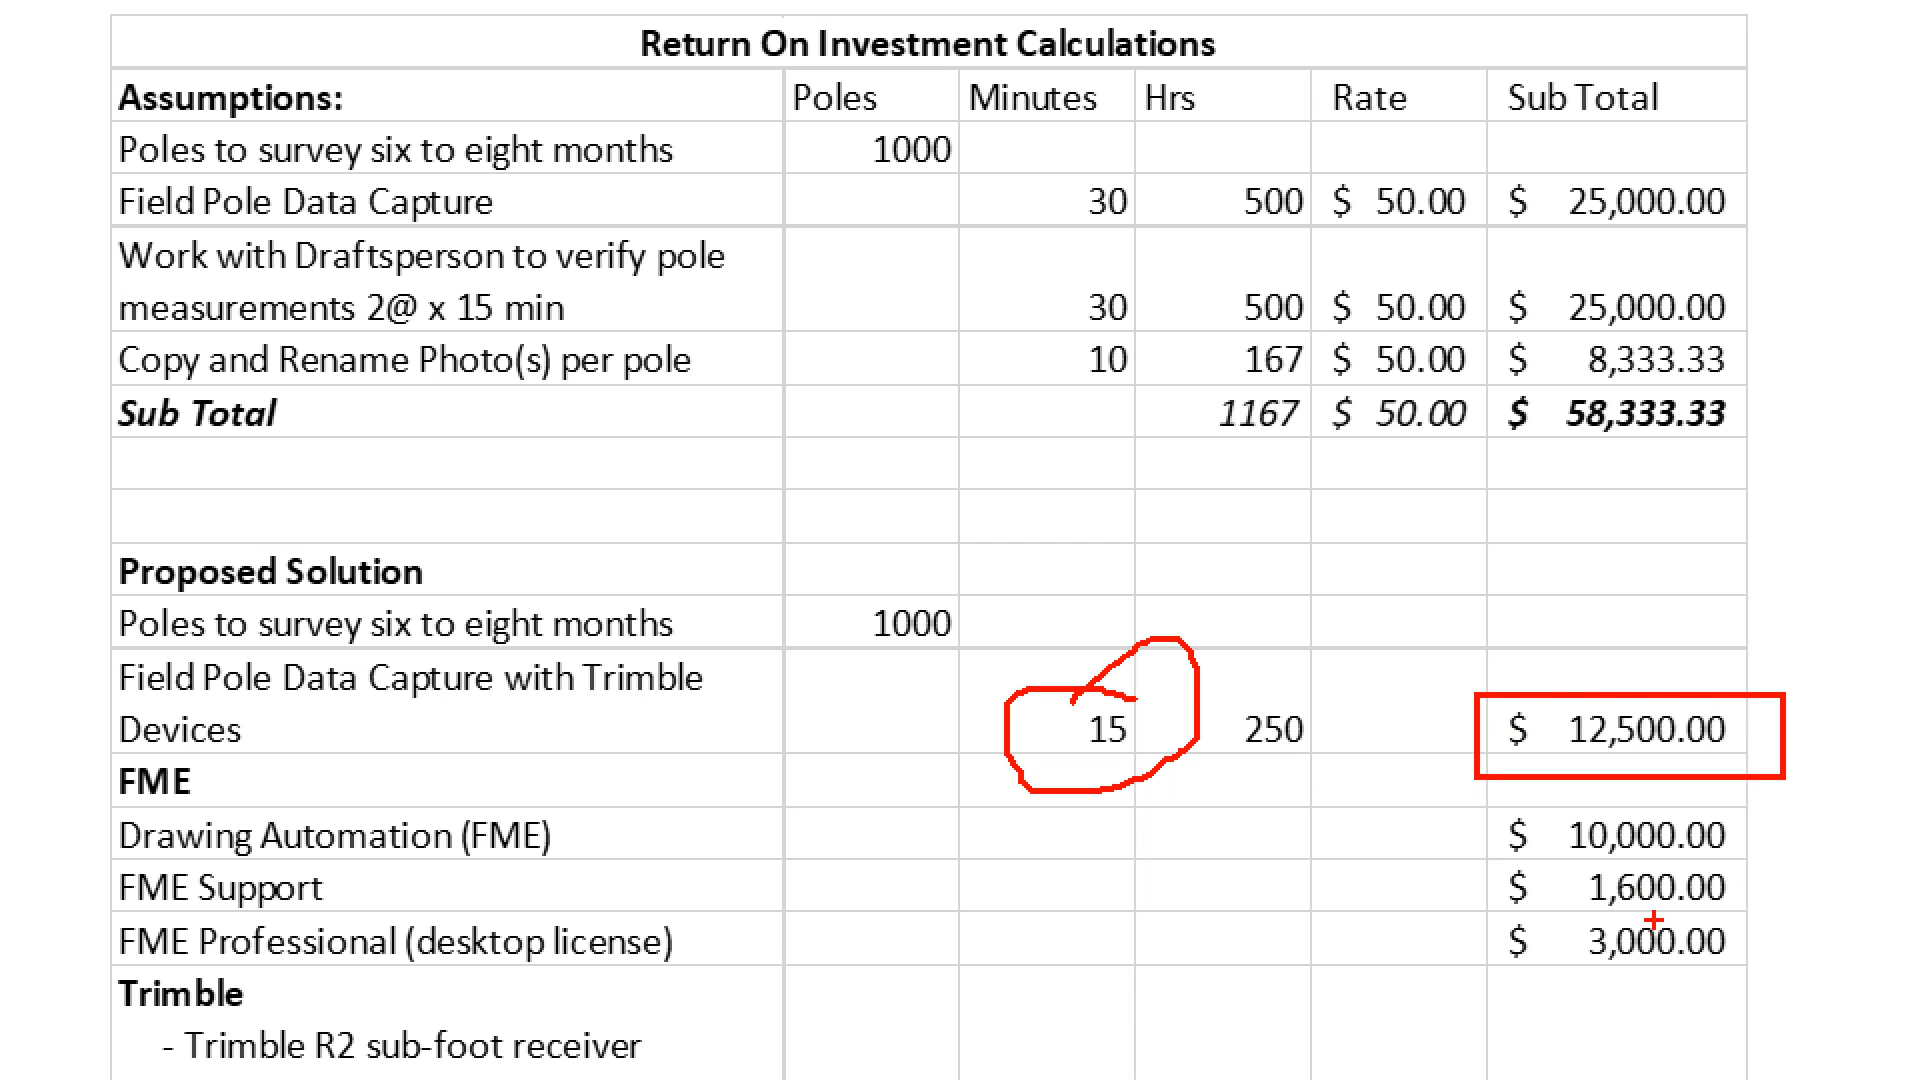 Return On Investment Calculations
Assumptions: Poles Minutes Hrs Rate Sub Total
Poles to survey six to eight months 1000
Field Pole Data Capture 30 500 $ 50.00 $ 25,000.00
Work with Draftsperson to verify pole
measurements 2@ x 15 min 30 500 $ 50.00 $ 25,000.00
Copy and Rename Photo(s) per pole 10 167 $ 50.00 $ 8,333.33
Sub Total 1167 $ 50.00 $ 58,333.33
Proposed Solution
Poles to survey six to eight months 1000
Field Pole Data Capture with Trimble
Devices 15 250 $ 12,500.00
FME
Drawing Automation (FME) $ 10,000.00
FME Support $ 1,600.00
FME Professional (desktop license) $ 3,000.00
Trimble
- Trimble R2 sub-foot receiver